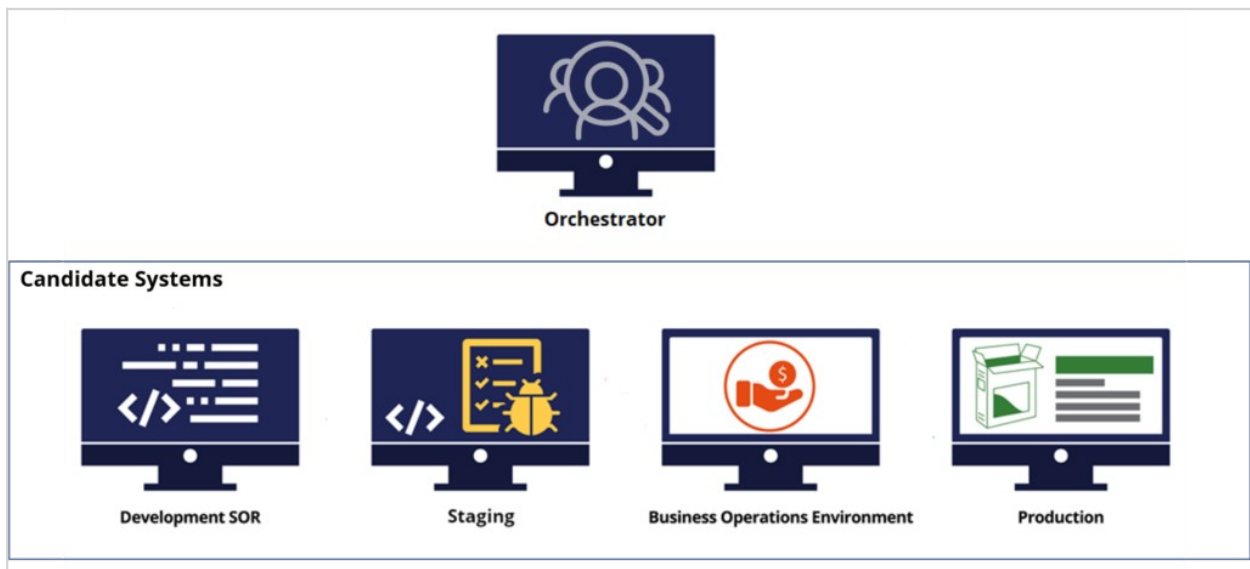 Orchestrator
Candidate Systems
</>
</>
$
Development SOR
Staging
Business Operations Environment
Production